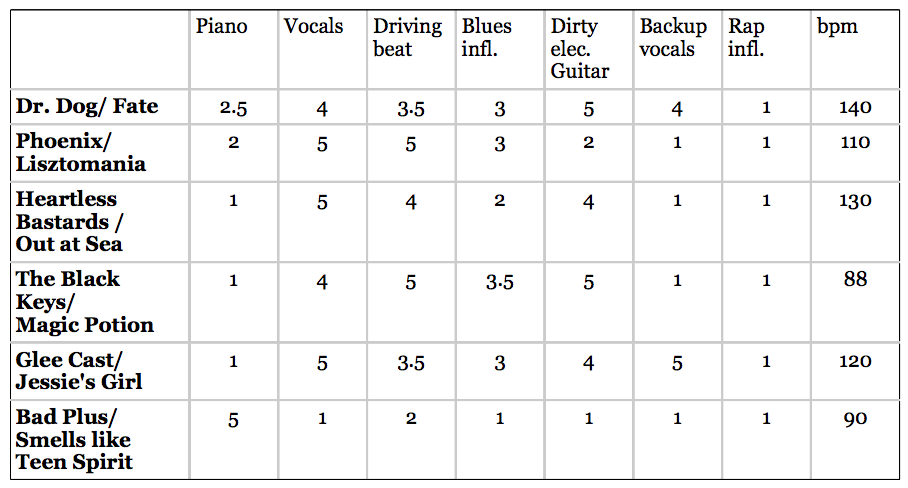 Piano Vocals Driving beat Blues infl. Dirty elec. Guitar Backup vocals Rap infl. bpm
Dr. Dog/ Fate 2.5 4 3.5 3 5 4 1 140
Phoenix/ Lisztomania 2 5 5 3 2 1 1 110
Heartless Bastards / Out at Sea 1 5 4 2 4 1 1 130
The Black Keys/ Magic Potion 1 4 5 3.5 5 1 1 88
Glee Cast/ Jessie's Girl 1 5 3.5 3 4 5 1 120
Bad Plus/ Smells like Teen Spirit 5 1 2 1 1 1 1 90